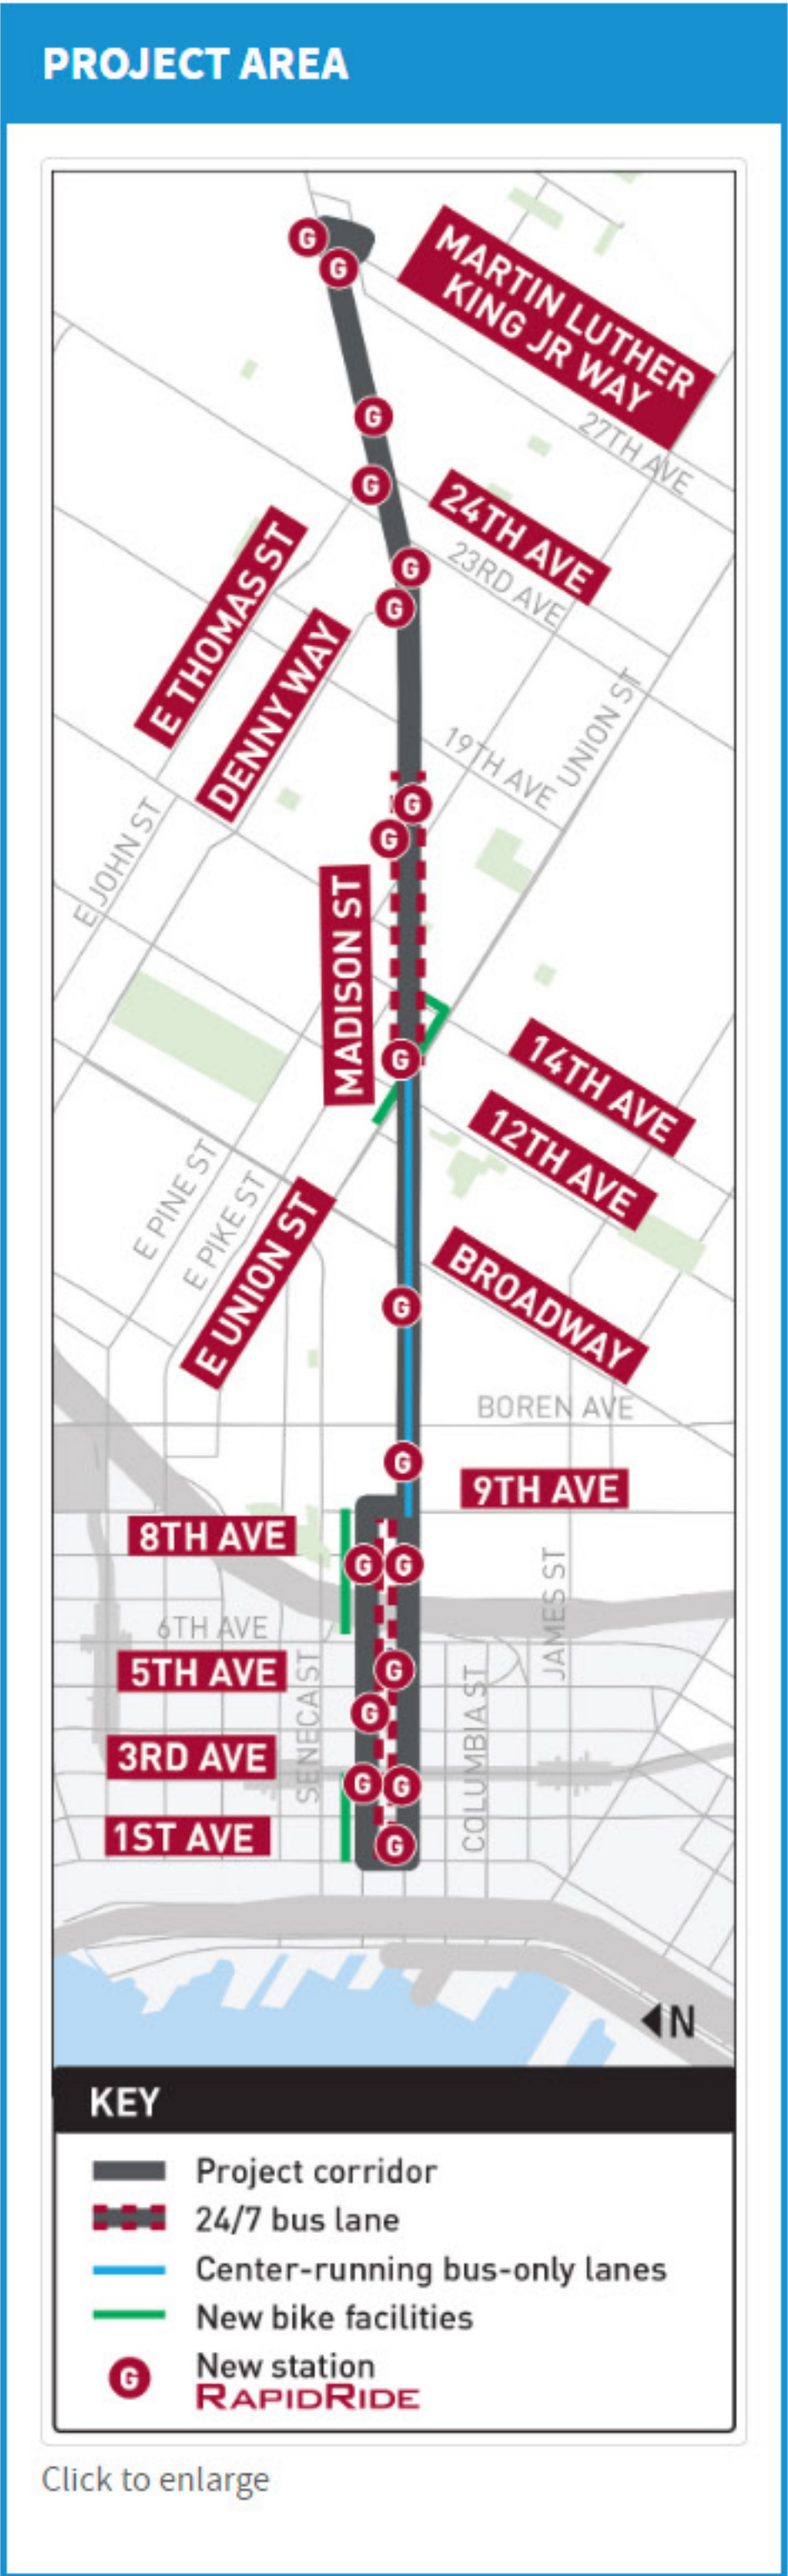 PROJECT AREA
G
G
MARTIN LUTHER
KING JR WAY
G
27TH AVE
G
24TH AVE
E THOMAS ST
23RD AVE
G
G
DENNY WAY
UNION ST
19TH AVE
G
G
E JOHN ST
MADISON ST
G
14TH AVE
12TH AVE
E PINE ST
E PIKE ST
E UNION ST
BROADWAY
G
BOREN AVE
G
9TH AVE
8TH AVE
G
G
JAMES ST
6TH AVE
5TH AVE
G
G
SENECA ST
COLUMBIA ST
3RD AVE
G
G
1ST AVE
G
N
KEY
Project corridor
24/7 bus lane
Center-running bus-only lanes
New bike facilities
G
New station
RAPIDRIDE
Click to enlarge